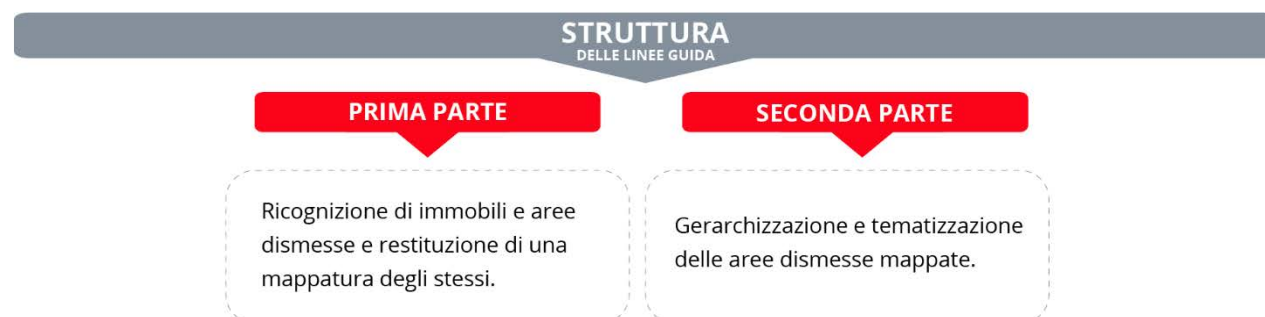 STRUTTURA
DELLE LINEE GUIDA
PRIMA PARTE
Ricognizione di immobili e aree
dismesse e restituzione di una
mappatura degli stessi.
SECONDA PARTE
Gerarchizzazione e tematizzazione
delle aree dismesse mappate.